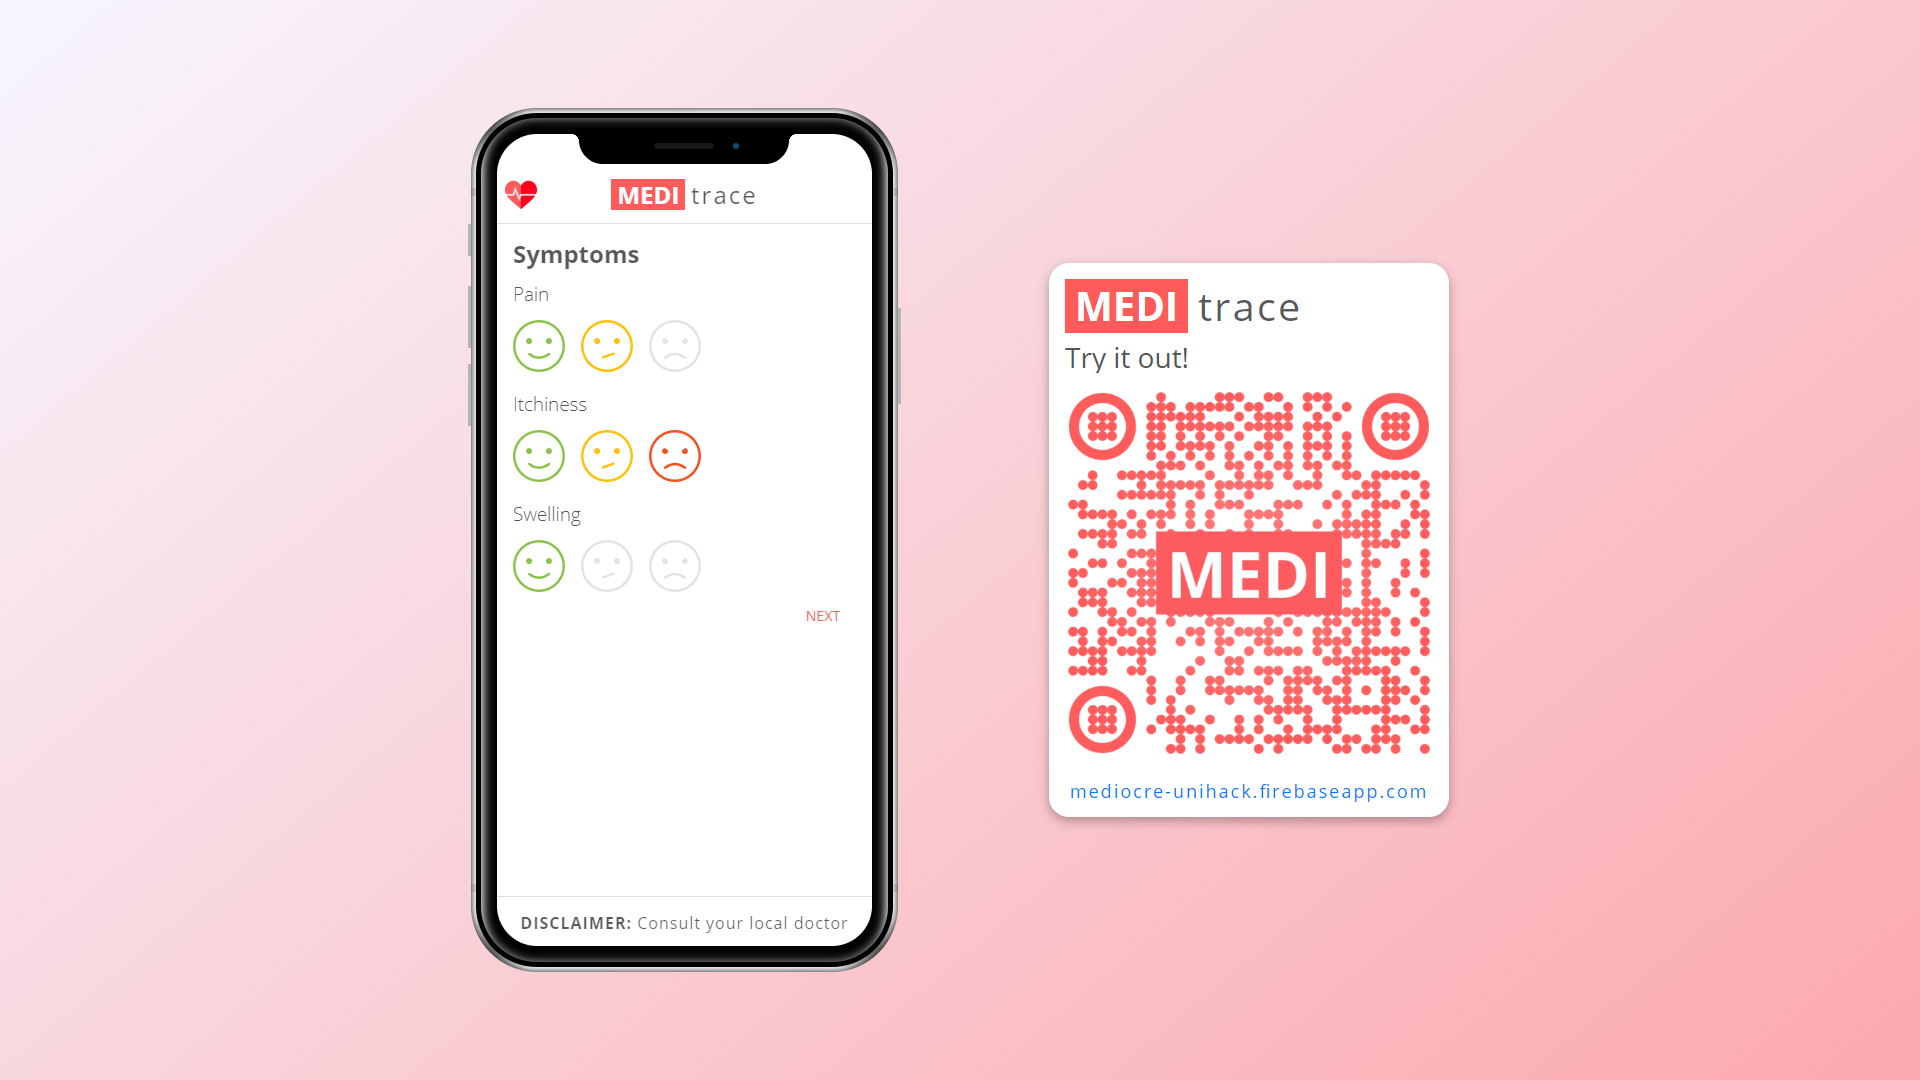 MEDI trace
Symptoms
Pain
Itchiness
Swelling
NEXT
DISCLAIMER: Consult your local doctor
MEDI trace
Try it out!
MEDI
mediocre-unihack.firebaseapp.com